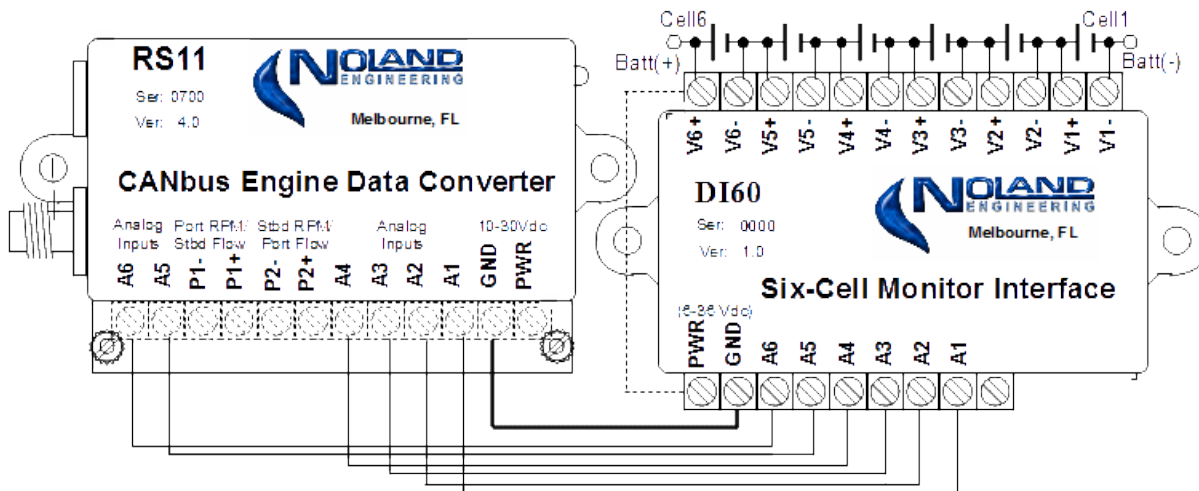 RS11
Ser: 0700
Ver: 4.0
NOLAND
ENGINEERING
Melbourne, FL
CANbus Engine Data Converter
Analog Inputs
Port RPM/ Stbd Flow
Stbd RPM/ Port Flow
Analog Inputs
10-30Vdc
A6 A5 P1- P1+ P2- P2+ A4 A3 A2 A1 GND PWR
Cell6 Cell1
Batt(+) Batt(-)
V6+ V6- V5+ V5- V4+ V4- V3+ V3- V2+ V2- V1+ V1-
DI60
Ser: 0000
Ver: 1.0
NOLAND
ENGINEERING
Melbourne, FL
Six-Cell Monitor Interface
(6-36 Vdc)
PWR GND A6 A5 A4 A3 A2 A1